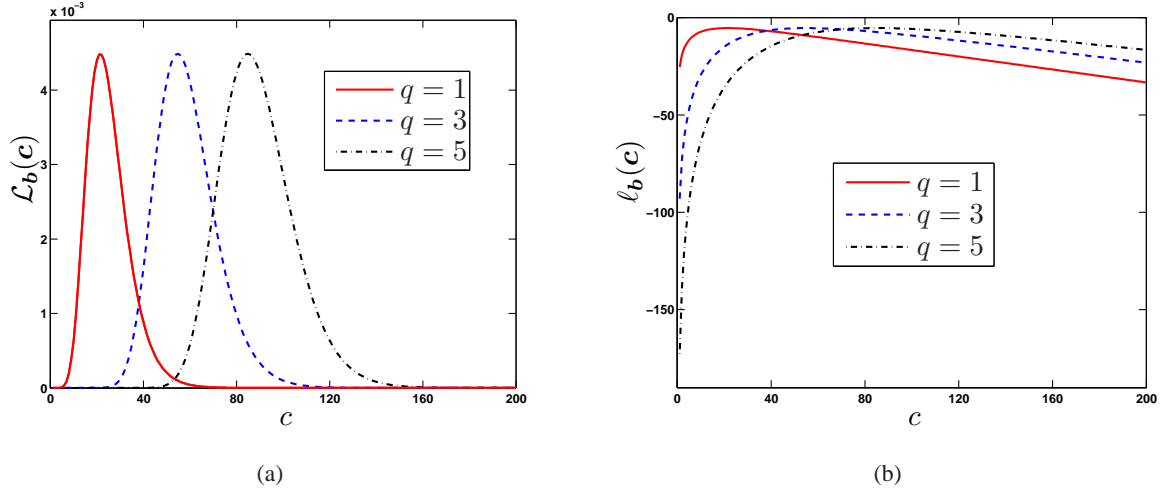 x 10⁻³
4
3
2
1
0
0 40 80 120 160 200
𝓛_b(c)
c
q = 1
q = 3
q = 5
(a)
0
−50
−100
−150
0 40 80 120 160 200
ℓ_b(c)
c
q = 1
q = 3
q = 5
(b)